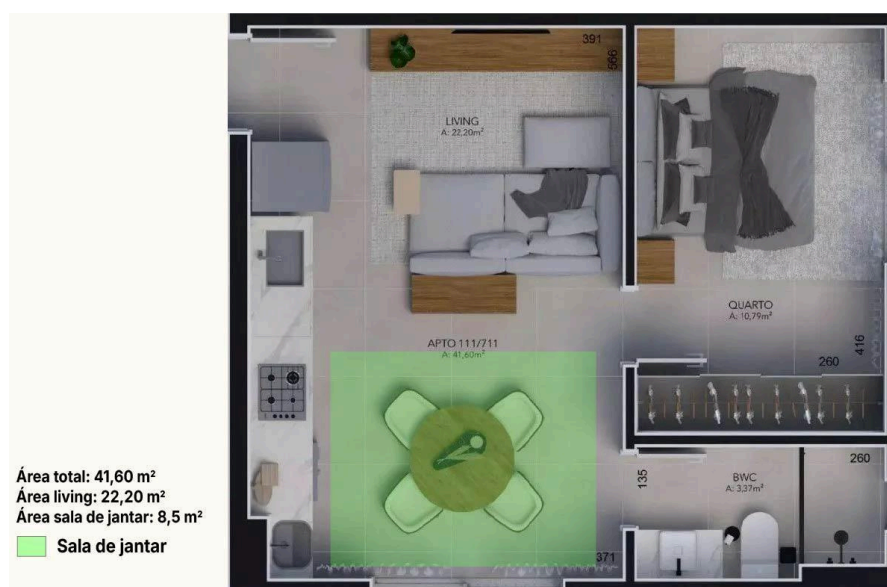 391
566
LIVING
A: 22,20m²
QUARTO
A: 10,79m²
416
APTO 111/711
A: 41,60m²
260
135
BWC
A: 3,37m²
260
371
Área total: 41,60 m²
Área living: 22,20 m²
Área sala de jantar: 8,5 m²
Sala de jantar